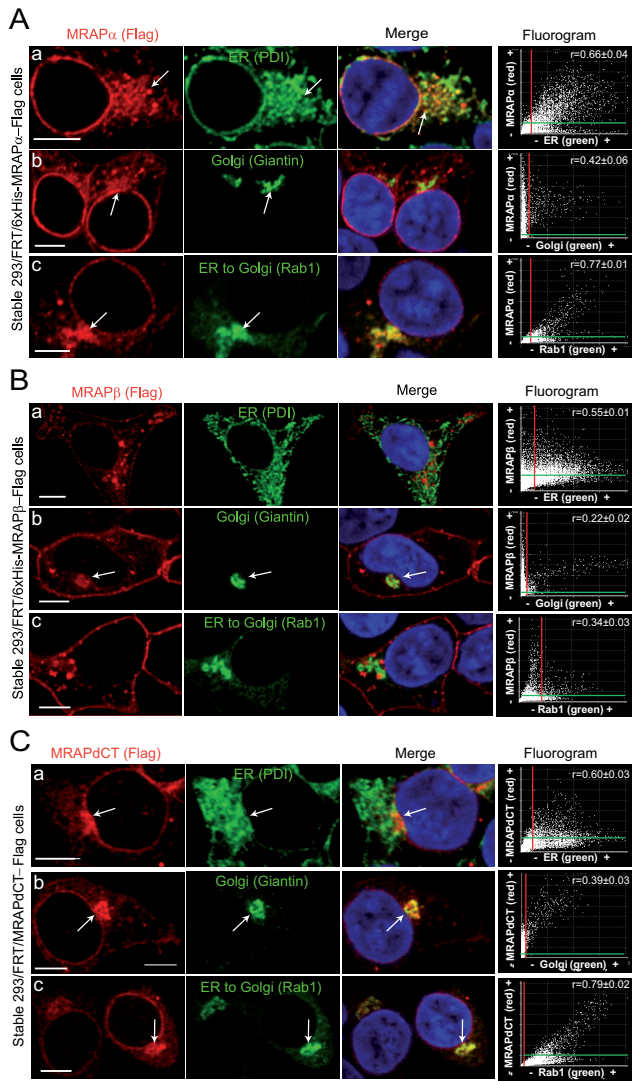 A
MRAPα (Flag)
Merge
Fluorogram
Stable 293/FRT/6xHis-MRAPα–Flag cells
a
ER (PDI)
r=0.66±0.04
- MRAPα (red) +
- ER (green) +
b
Golgi (Giantin)
r=0.42±0.06
- MRAPα (red) +
- Golgi (green) +
c
ER to Golgi (Rab1)
r=0.77±0.01
- MRAPα (red) +
- Rab1 (green) +
B
MRAPβ (Flag)
Merge
Fluorogram
Stable 293/FRT/6xHis-MRAPβ–Flag cells
a
ER (PDI)
r=0.55±0.01
- MRAPβ (red) +
- ER (green) +
b
Golgi (Giantin)
r=0.22±0.02
- MRAPβ (red) +
- Golgi (green) +
c
ER to Golgi (Rab1)
r=0.34±0.03
- MRAPβ (red) +
- Rab1 (green) +
C
MRAPdCT (Flag)
Merge
Fluorogram
Stable 293/FRT/MRAPdCT– Flag cells
a
ER (PDI)
r=0.60±0.03
- MRAPdCT (red) +
- ER (green) +
b
Golgi (Giantin)
r=0.39±0.03
MRAPdCT (red) +
- Golgi (green) +
c
ER to Golgi (Rab1)
r=0.79±0.02
MRAPdCT (red) +
- Rab1 (green) +